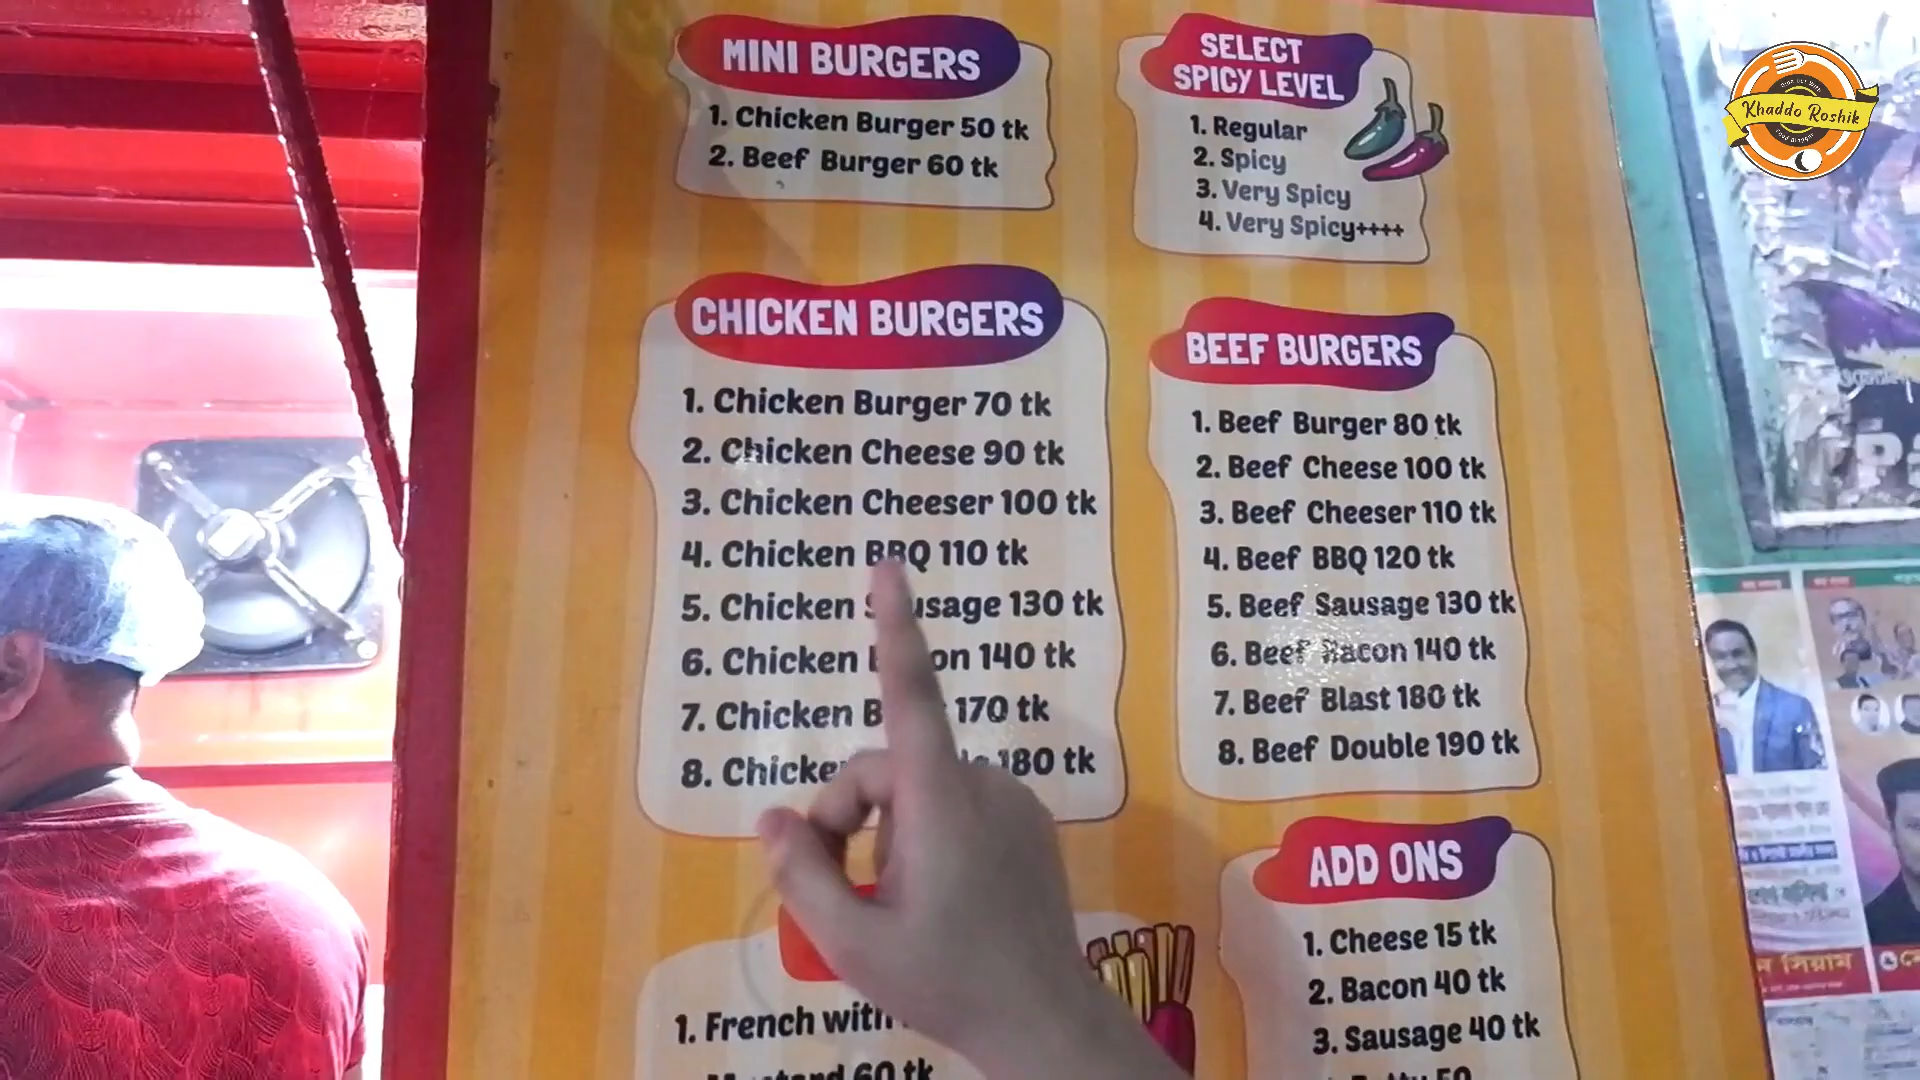 MINI BURGERS
1. Chicken Burger 50 tk
2. Beef Burger 60 tk
SELECT
SPICY LEVEL
1. Regular
2. Spicy
3. Very Spicy
4. Very Spicy++++
Khaddo Roshik
CHICKEN BURGERS
1. Chicken Burger 70 tk
2. Chicken Cheese 90 tk
3. Chicken Cheeser 100 tk
4. Chicken BBQ 110 tk
5. Chicken Sausage 130 tk
6. Chicken 140 tk
7. Chicken 170 tk
8. 180 tk
BEEF BURGERS
1. Beef Burger 80 tk
2. Beef Cheese 100 tk
3. Beef Cheeser 110 tk
4. Beef BBQ 120 tk
5. Beef Sausage 130 tk
6. Beef Bacon 140 tk
7. Beef Blast 180 tk
8. Beef Double 190 tk
ADD ONS
1. Cheese 15 tk
2. Bacon 40 tk
3. Sausage 40 tk
1. French with
60 tk
সিয়াম